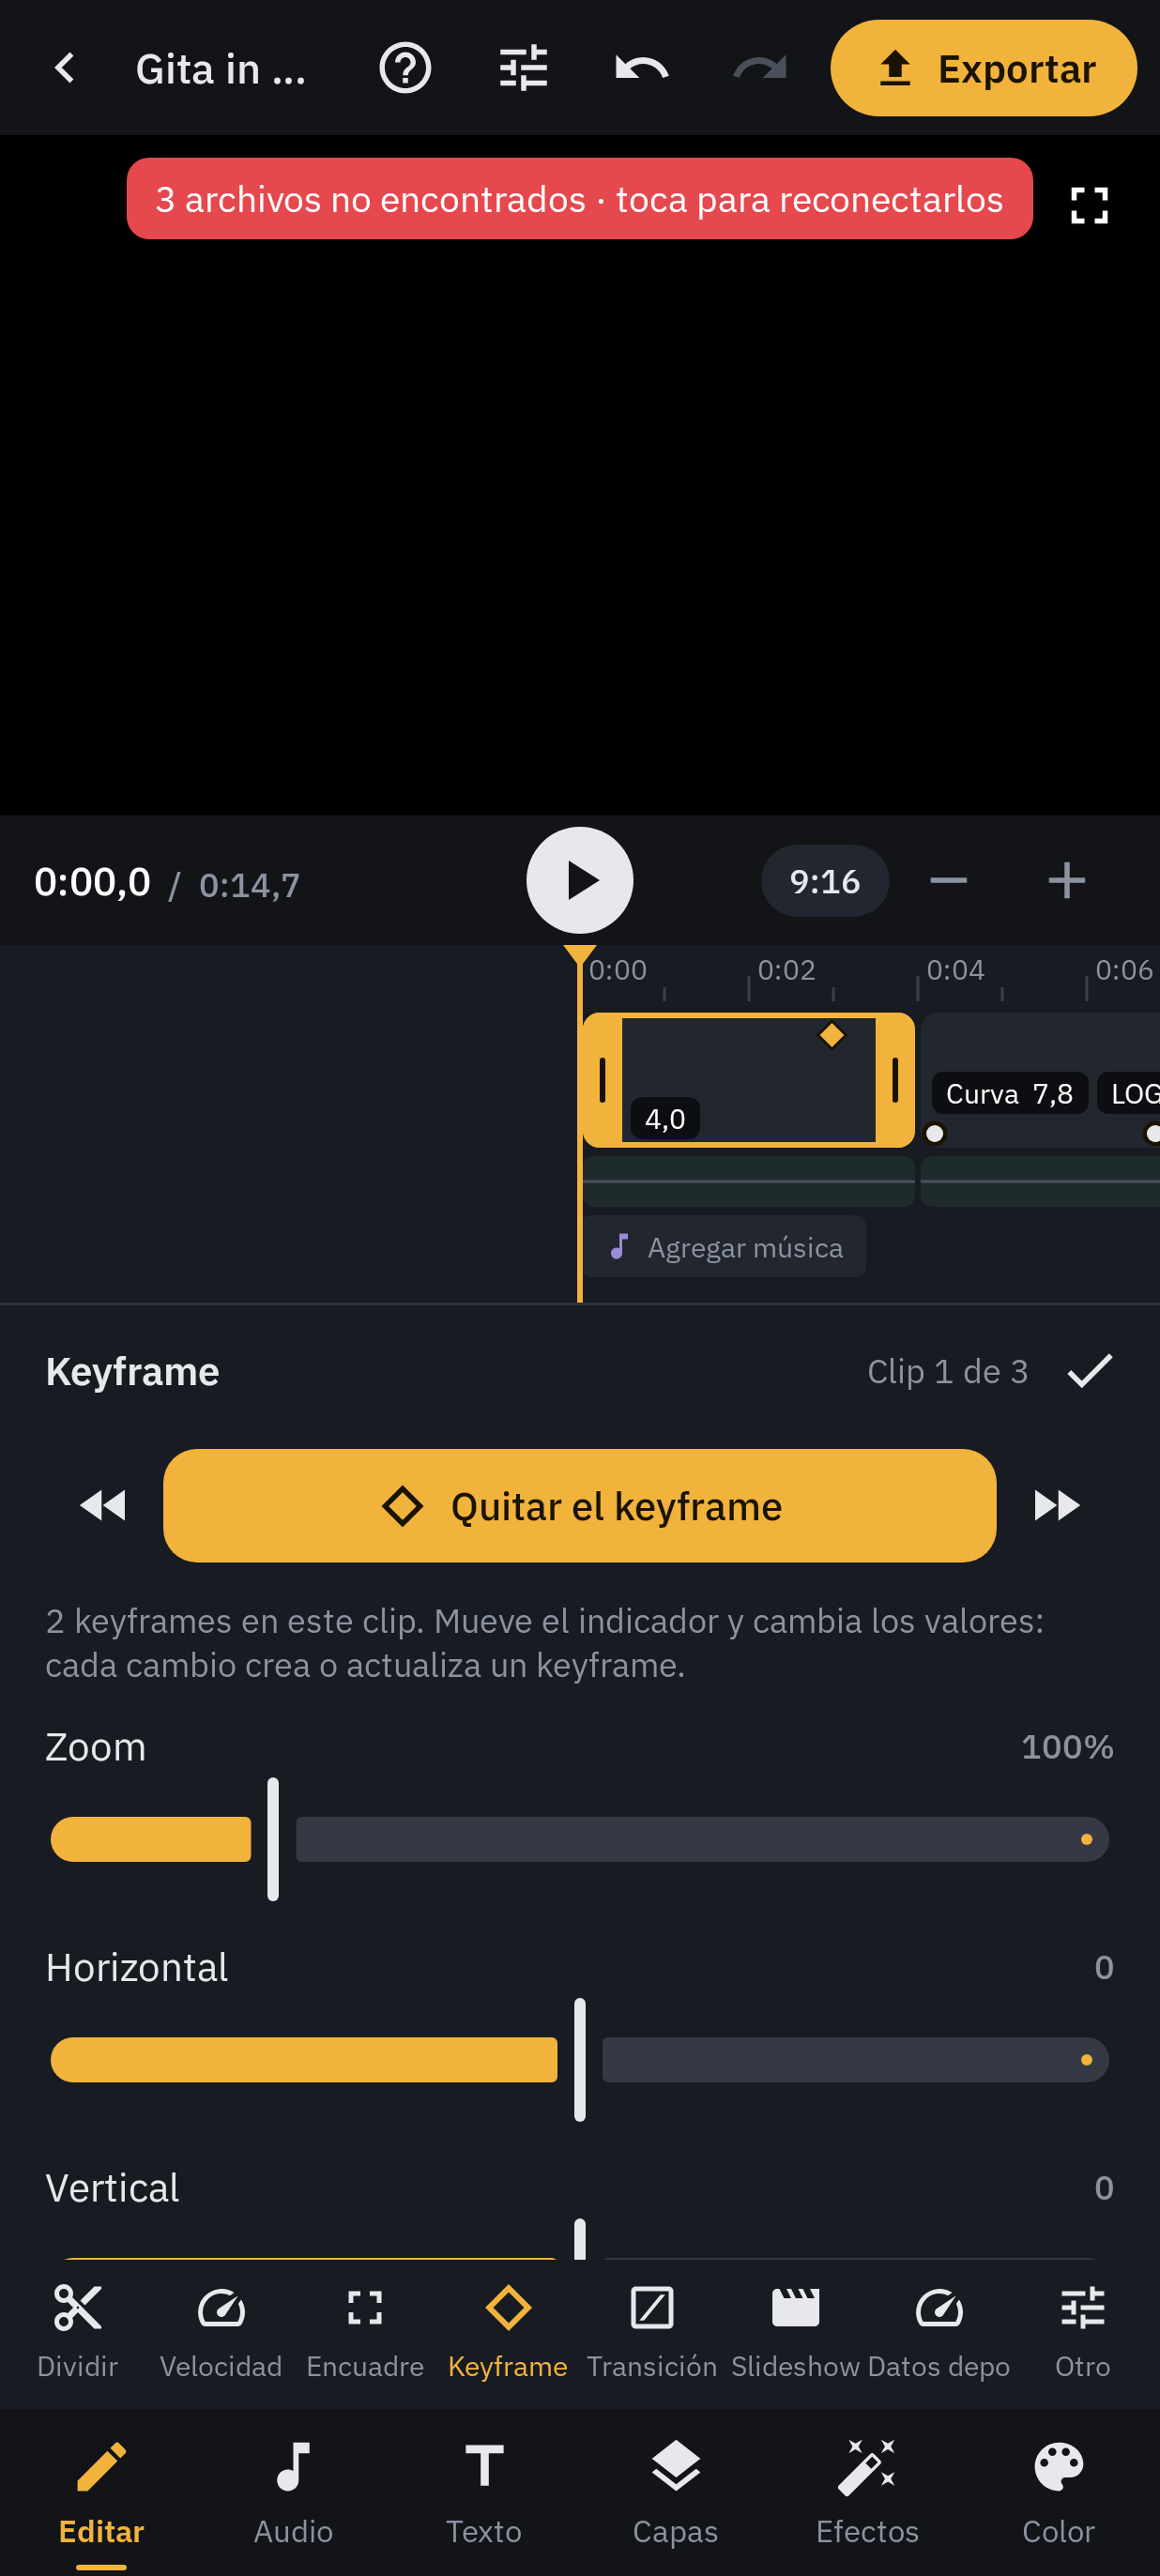 Gita in ...
Exportar
3 archivos no encontrados · toca para reconectarlos
0:00,0 / 0:14,7
9:16
0:00
0:02
0:04
0:06
4,0
Curva 7,8
LOG
Agregar música
Keyframe
Clip 1 de 3
Quitar el keyframe
2 keyframes en este clip. Mueve el indicador y cambia los valores:
cada cambio crea o actualiza un keyframe.
Zoom
100%
Horizontal
0
Vertical
0
Dividir
Velocidad
Encuadre
Keyframe
Transición
Slideshow
Datos depo
Otro
Editar
Audio
Texto
Capas
Efectos
Color